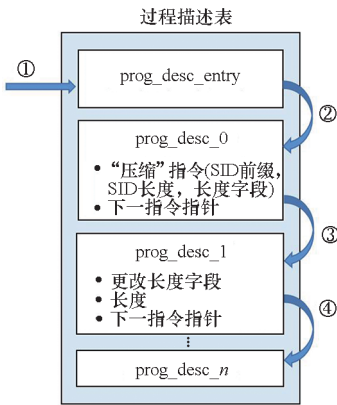 过程描述表
①
prog_desc_entry
②
prog_desc_0
• “压缩”指令(SID前缀,
SID长度，长度字段)
• 下一指令指针
③
prog_desc_1
• 更改长度字段
• 长度
• 下一指令指针
④
⋮
prog_desc_n